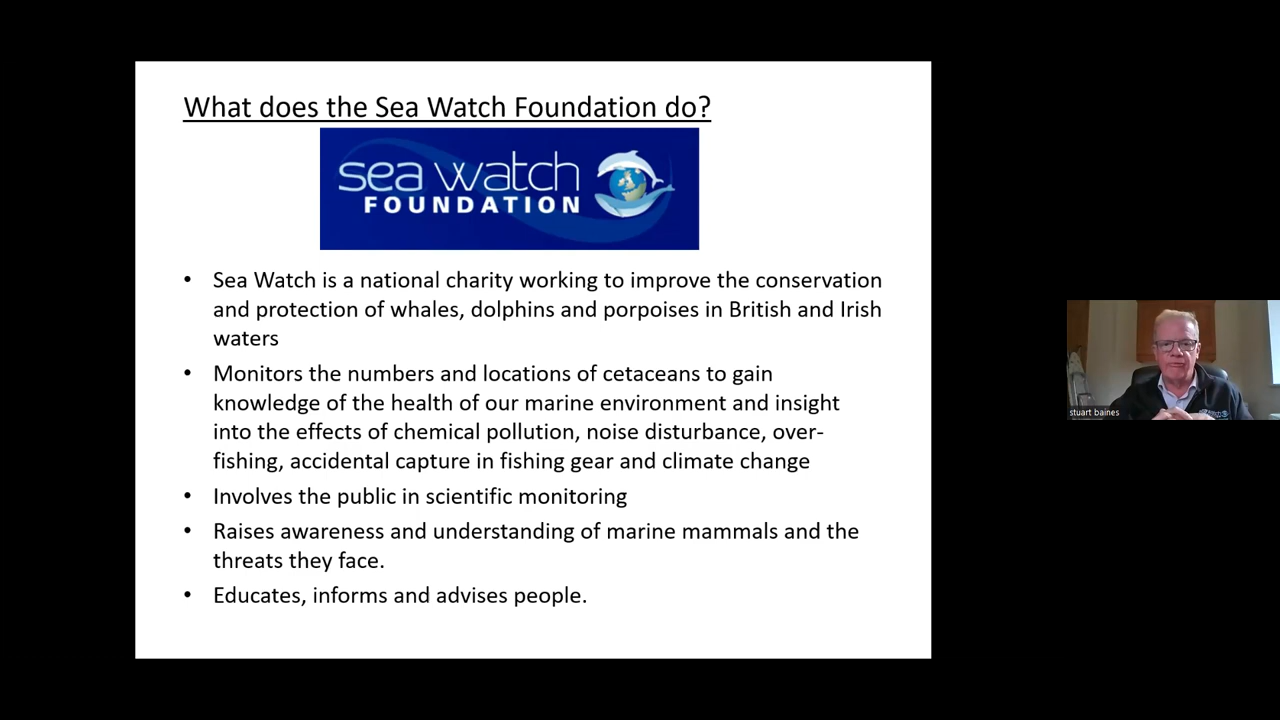 What does the Sea Watch Foundation do?
sea watch
FOUNDATION
• Sea Watch is a national charity working to improve the conservation
and protection of whales, dolphins and porpoises in British and Irish
waters
• Monitors the numbers and locations of cetaceans to gain
knowledge of the health of our marine environment and insight
into the effects of chemical pollution, noise disturbance, over-
fishing, accidental capture in fishing gear and climate change
• Involves the public in scientific monitoring
• Raises awareness and understanding of marine mammals and the
threats they face.
• Educates, informs and advises people.
stuart baines